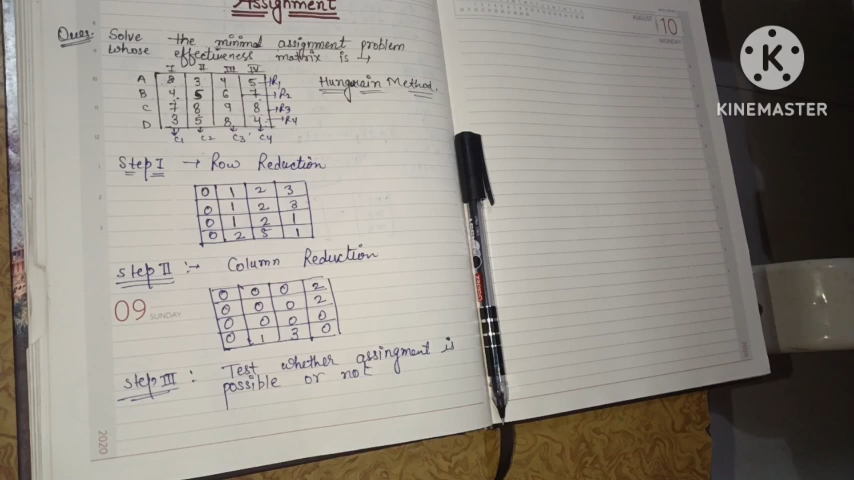 Assignment
Ques. Solve the minimal assignment problem
whose effectiveness matrix is →
I II III IV
A 8 3 4 5 → R1
B 4 5 6 7 → R2
C 7 8 9 8 → R3
D 3 5 8 4 → R4
C1 C2 C3 C4
Hungurain Method.
Step I → Row Reduction
0 1 2 3
0 1 2 3
0 1 2 1
0 2 5 1
Step II :→ Column Reduction
0 0 0 2
0 0 0 2
0 0 0 0
0 1 3 0
Step III : Test whether assingment is
possible or not
09 SUNDAY
2020
AUGUST 10
MONDAY
K
KINEMASTER